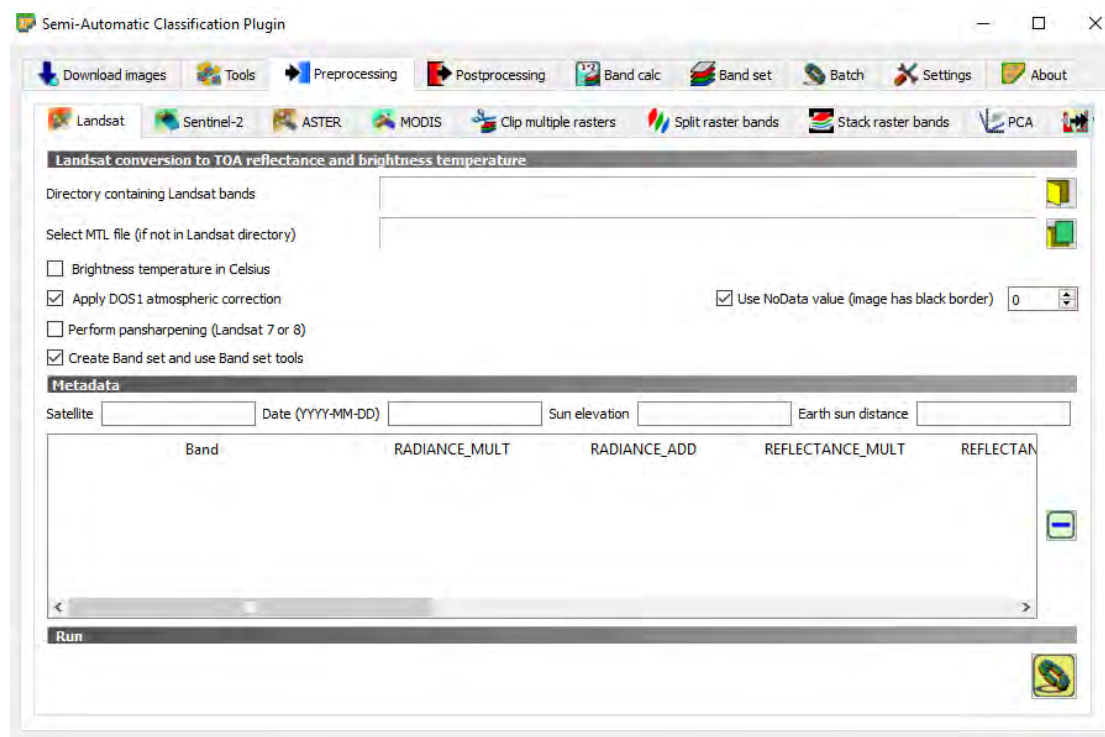 Semi-Automatic Classification Plugin
Download images Tools Preprocessing Postprocessing Band calc Band set Batch Settings About
Landsat Sentinel-2 ASTER MODIS Clip multiple rasters Split raster bands Stack raster bands PCA
Landsat conversion to TOA reflectance and brightness temperature
Directory containing Landsat bands
Select MTL file (if not in Landsat directory)
Brightness temperature in Celsius
Apply DOS1 atmospheric correction Use NoData value (image has black border) 0
Perform pansharpening (Landsat 7 or 8)
Create Band set and use Band set tools
Metadata
Satellite Date (YYYY-MM-DD) Sun elevation Earth sun distance
Band RADIANCE_MULT RADIANCE_ADD REFLECTANCE_MULT REFLECTAN
Run